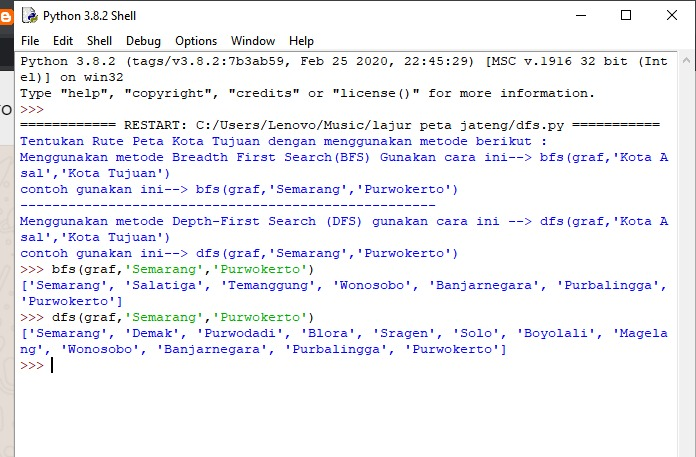 Python 3.8.2 Shell
File Edit Shell Debug Options Window Help
Python 3.8.2 (tags/v3.8.2:7b3ab59, Feb 25 2020, 22:45:29) [MSC v.1916 32 bit (Int
el)] on win32
Type "help", "copyright", "credits" or "license()" for more information.
>>>
============ RESTART: C:/Users/Lenovo/Music/lajur peta jateng/dfs.py ===========
Tentukan Rute Peta Kota Tujuan dengan menggunakan metode berikut :
Menggunakan metode Breadth First Search(BFS) Gunakan cara ini--> bfs(graf,'Kota A
sal','Kota Tujuan')
contoh gunakan ini--> bfs(graf,'Semarang','Purwokerto')
----------------------------------------------------
Menggunakan metode Depth-First Search (DFS) gunakan cara ini --> dfs(graf,'Kota A
sal','Kota Tujuan')
contoh gunakan ini--> dfs(graf,'Semarang','Purwokerto')
>>> bfs(graf,'Semarang','Purwokerto')
['Semarang', 'Salatiga', 'Temanggung', 'Wonosobo', 'Banjarnegara', 'Purbalingga',
'Purwokerto']
>>> dfs(graf,'Semarang','Purwokerto')
['Semarang', 'Demak', 'Purwodadi', 'Blora', 'Sragen', 'Solo', 'Boyolali', 'Magela
ng', 'Wonosobo', 'Banjarnegara', 'Purbalingga', 'Purwokerto']
>>>